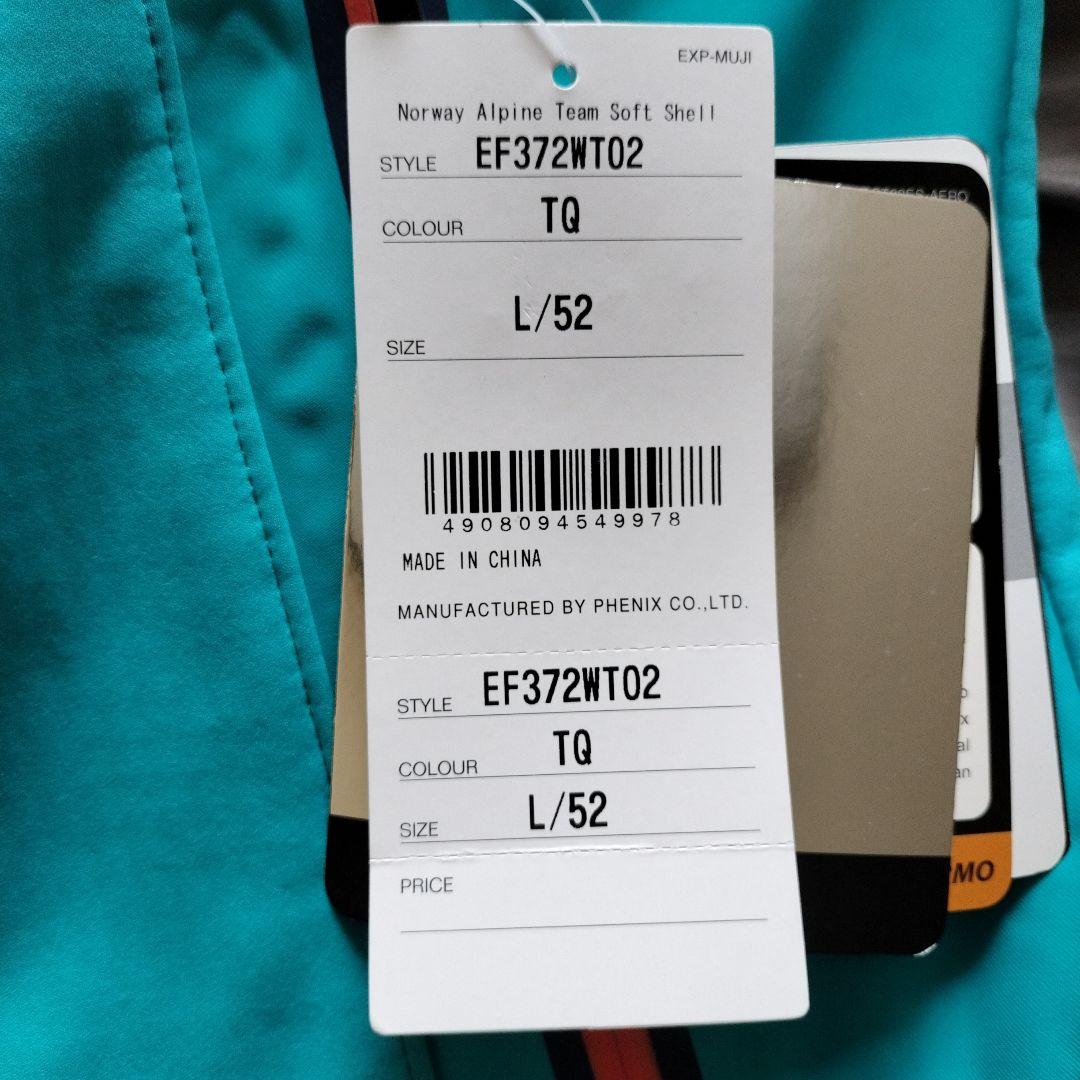 EXP-MUJI
Norway Alpine Team Soft Shell
STYLE EF372WT02
COLOUR TQ
SIZE L/52
4908094549978
MADE IN CHINA
MANUFACTURED BY PHENIX CO.,LTD.
STYLE EF372WT02
COLOUR TQ
SIZE L/52
PRICE